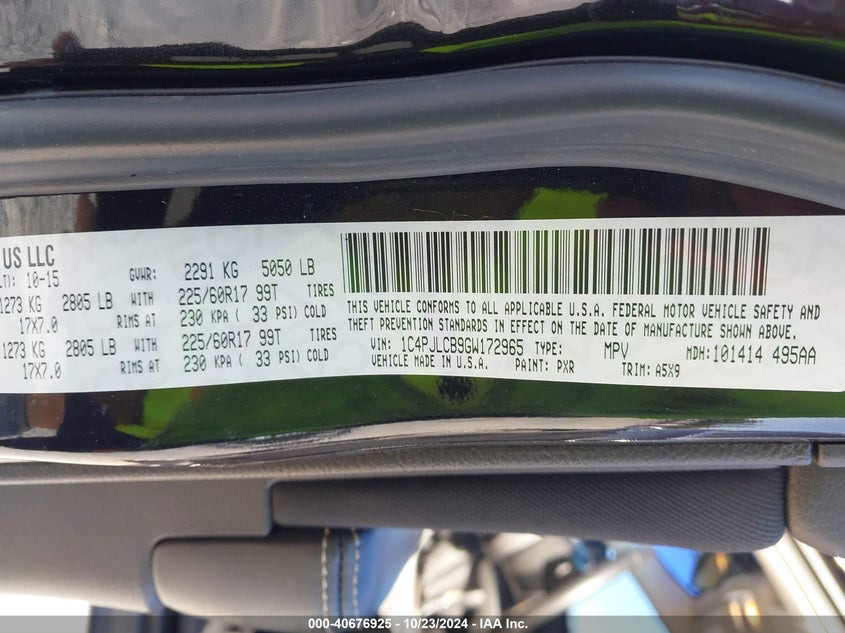 US LLC
LT): 10-15 GVWR: 2291 KG 5050 LB
1273 KG 2805 LB WITH 225/60R17 99T TIRES
17X7.0 RIMS AT 230 KPA ( 33 PSI) COLD
1273 KG 2805 LB WITH 225/60R17 99T TIRES
17X7.0 RIMS AT 230 KPA ( 33 PSI) COLD
THIS VEHICLE CONFORMS TO ALL APPLICABLE U.S.A. FEDERAL MOTOR VEHICLE SAFETY AND
THEFT PREVENTION STANDARDS IN EFFECT ON THE DATE OF MANUFACTURE SHOWN ABOVE.
VIN: 1C4PJLCB9GW172965 TYPE: MPV MDH: 101414 495AA
VEHICLE MADE IN U.S.A. PAINT: PXR TRIM: A5X9
000-40676925 - 10/23/2024 - IAA Inc.